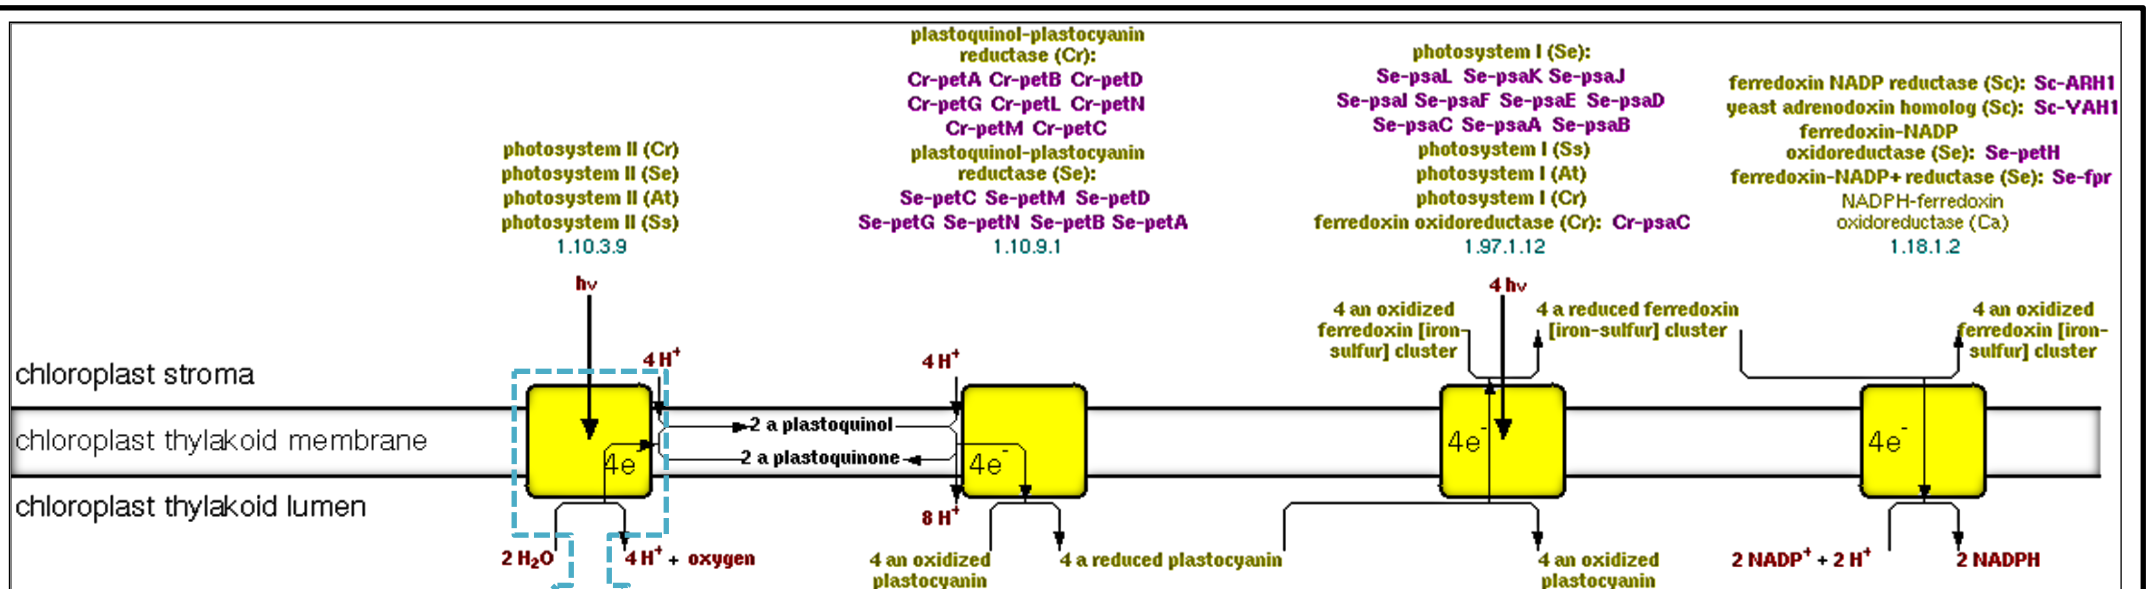 plastoquinol-plastocyanin
reductase (Cr):
Cr-petA Cr-petB Cr-petD
Cr-petG Cr-petL Cr-petN
Cr-petM Cr-petC
plastoquinol-plastocyanin
reductase (Se):
Se-petC Se-petM Se-petD
Se-petG Se-petN Se-petB Se-petA
1.10.9.1
photosystem II (Cr)
photosystem II (Se)
photosystem II (At)
photosystem II (Ss)
1.10.3.9
photosystem I (Se):
Se-psaL Se-psaK Se-psaJ
Se-psaI Se-psaF Se-psaE Se-psaD
Se-psaC Se-psaA Se-psaB
photosystem I (Ss)
photosystem I (At)
photosystem I (Cr)
ferredoxin oxidoreductase (Cr): Cr-psaC
1.97.1.12
ferredoxin NADP reductase (Sc): Sc-ARH1
yeast adrenodoxin homolog (Sc): Sc-YAH1
ferredoxin-NADP
oxidoreductase (Se): Se-petH
ferredoxin-NADP+ reductase (Se): Se-fpr
NADPH-ferredoxin
oxidoreductase (Ca)
1.18.1.2
hν
4 hν
4 an oxidized
ferredoxin [iron-
sulfur] cluster
4 a reduced ferredoxin
[iron-sulfur] cluster
4 an oxidized
ferredoxin [iron-
sulfur] cluster
4 H⁺
4 H⁺
chloroplast stroma
2 a plastoquinol
chloroplast thylakoid membrane
4e⁻
2 a plastoquinone
4e⁻
4e⁻
4e⁻
chloroplast thylakoid lumen
8 H⁺
2 H₂O
4 H⁺ + oxygen
4 an oxidized
plastocyanin
4 a reduced plastocyanin
4 an oxidized
plastocyanin
2 NADP⁺ + 2 H⁺
2 NADPH